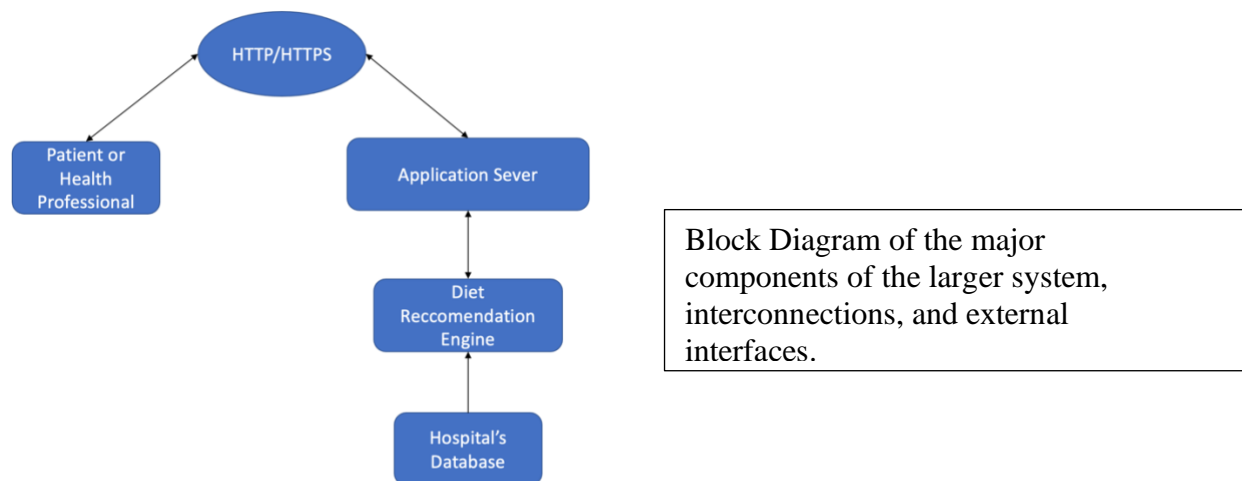 HTTP/HTTPS
Patient or
Health
Professional
Application Sever
Diet
Reccomendation
Engine
Hospital's
Database
Block Diagram of the major
components of the larger system,
interconnections, and external
interfaces.